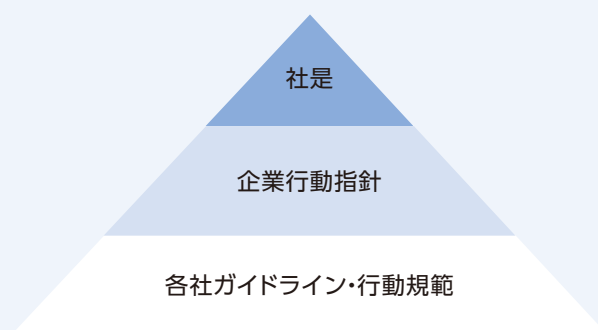 社是
企業行動指針
各社ガイドライン・行動規範